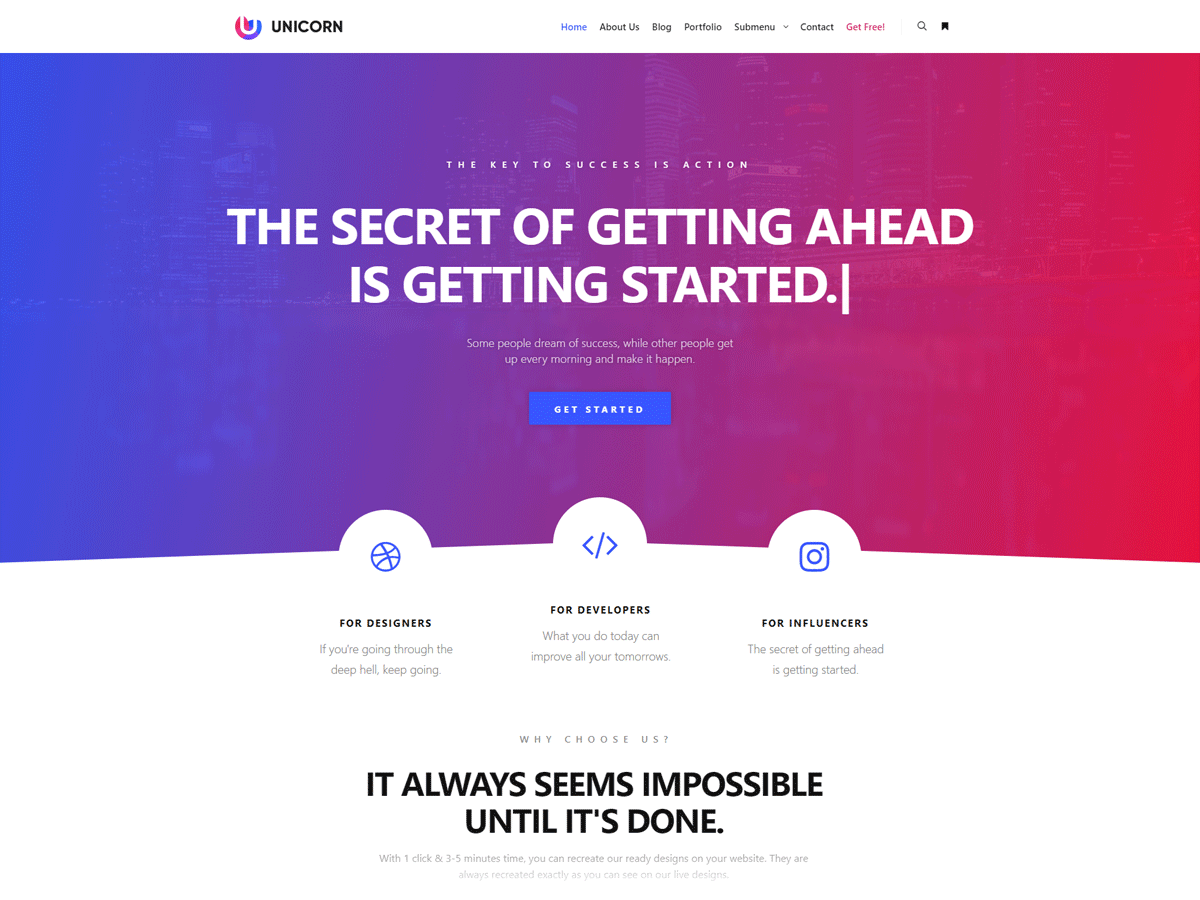 UNICORN
Home About Us Blog Portfolio Submenu Contact Get Free!
THE KEY TO SUCCESS IS ACTION
THE SECRET OF GETTING AHEAD
IS GETTING STARTED.|
Some people dream of success, while other people get
up every morning and make it happen.
GET STARTED
FOR DESIGNERS
If you're going through the
deep hell, keep going.
FOR DEVELOPERS
What you do today can
improve all your tomorrows.
FOR INFLUENCERS
The secret of getting ahead
is getting started.
WHY CHOOSE US?
IT ALWAYS SEEMS IMPOSSIBLE
UNTIL IT'S DONE.
With 1 click & 3-5 minutes time, you can recreate our ready designs on your website. They are
always recreated exactly as you can see on our live designs.